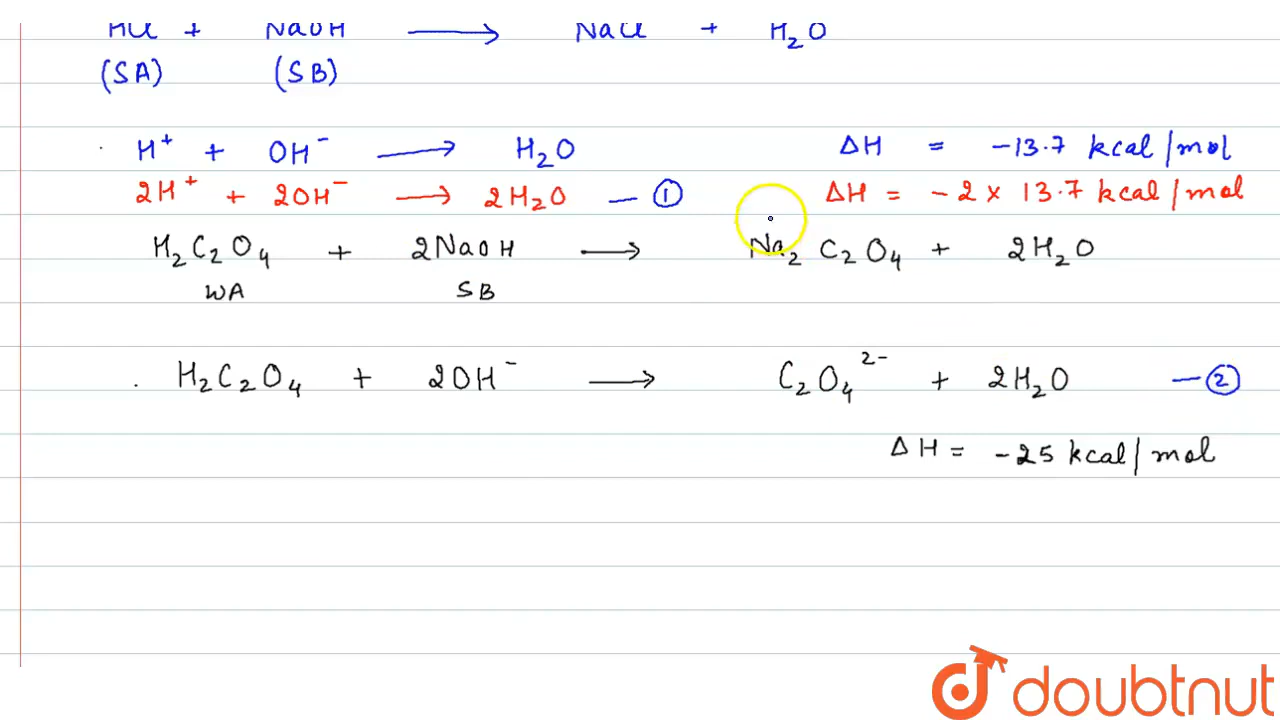 HCl + NaOH ⟶ NaCl + H₂O
(SA) (SB)
H⁺ + OH⁻ ⟶ H₂O ΔH = -13.7 kcal/mol
2H⁺ + 2OH⁻ ⟶ 2H₂O — ① ΔH = -2 × 13.7 kcal/mol
H₂C₂O₄ + 2NaOH ⟶ Na₂C₂O₄ + 2H₂O
WA SB
H₂C₂O₄ + 2OH⁻ ⟶ C₂O₄²⁻ + 2H₂O — ②
ΔH = -25 kcal/mol
doubtnut